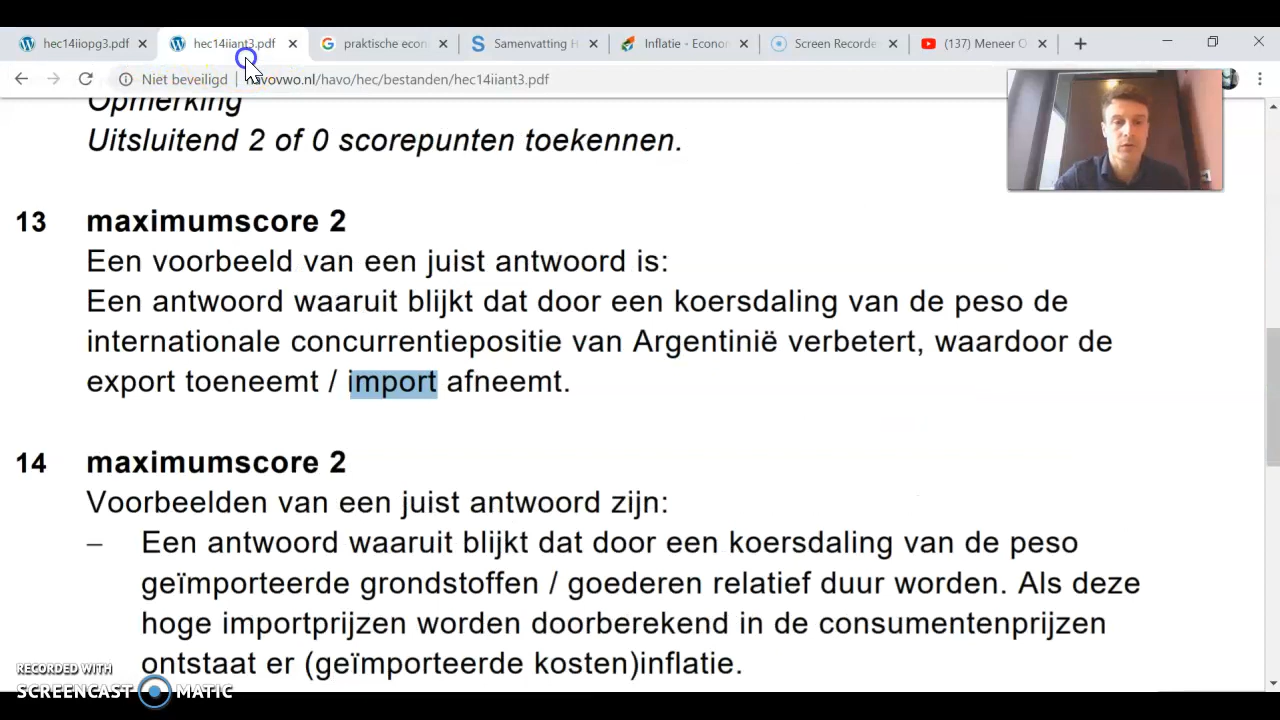 hec14iiopg3.pdf
hec14iiant3.pdf
praktische econ
Samenvatting H
Inflatie - Econo
Screen Recorde
(137) Meneer O
Niet beveiligd
vovwo.nl/havo/hec/bestanden/hec14iiant3.pdf
Opmerking
Uitsluitend 2 of 0 scorepunten toekennen.
13 maximumscore 2
Een voorbeeld van een juist antwoord is:
Een antwoord waaruit blijkt dat door een koersdaling van de peso de
internationale concurrentiepositie van Argentinië verbetert, waardoor de
export toeneemt / import afneemt.
14 maximumscore 2
Voorbeelden van een juist antwoord zijn:
– Een antwoord waaruit blijkt dat door een koersdaling van de peso
geïmporteerde grondstoffen / goederen relatief duur worden. Als deze
hoge importprijzen worden doorberekend in de consumentenprijzen
ontstaat er (geïmporteerde kosten)inflatie.
RECORDED WITH
SCREENCAST MATIC